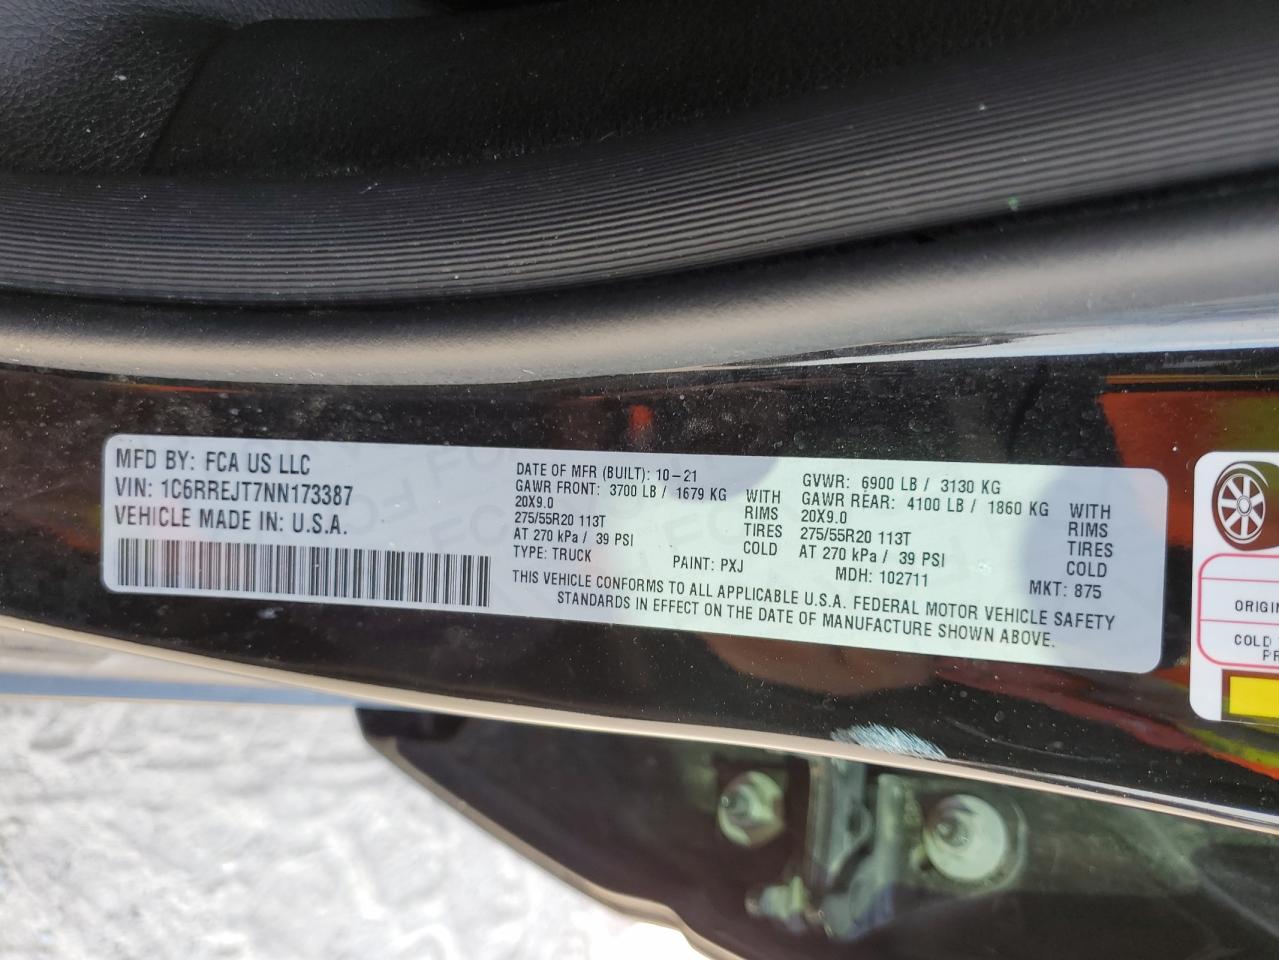 MFD BY: FCA US LLC
VIN: 1C6RREJT7NN173387
VEHICLE MADE IN: U.S.A.
DATE OF MFR (BUILT): 10-21
GVWR: 6900 LB / 3130 KG
GAWR FRONT: 3700 LB / 1679 KG WITH
20X9.0 RIMS
275/55R20 113T TIRES
AT 270 kPa / 39 PSI COLD
GAWR REAR: 4100 LB / 1860 KG WITH
20X9.0 RIMS
275/55R20 113T TIRES
AT 270 kPa / 39 PSI COLD
TYPE: TRUCK PAINT: PXJ MDH: 102711 MKT: 875
THIS VEHICLE CONFORMS TO ALL APPLICABLE U.S.A. FEDERAL MOTOR VEHICLE SAFETY
STANDARDS IN EFFECT ON THE DATE OF MANUFACTURE SHOWN ABOVE.
ORIGIN
COLD
PR